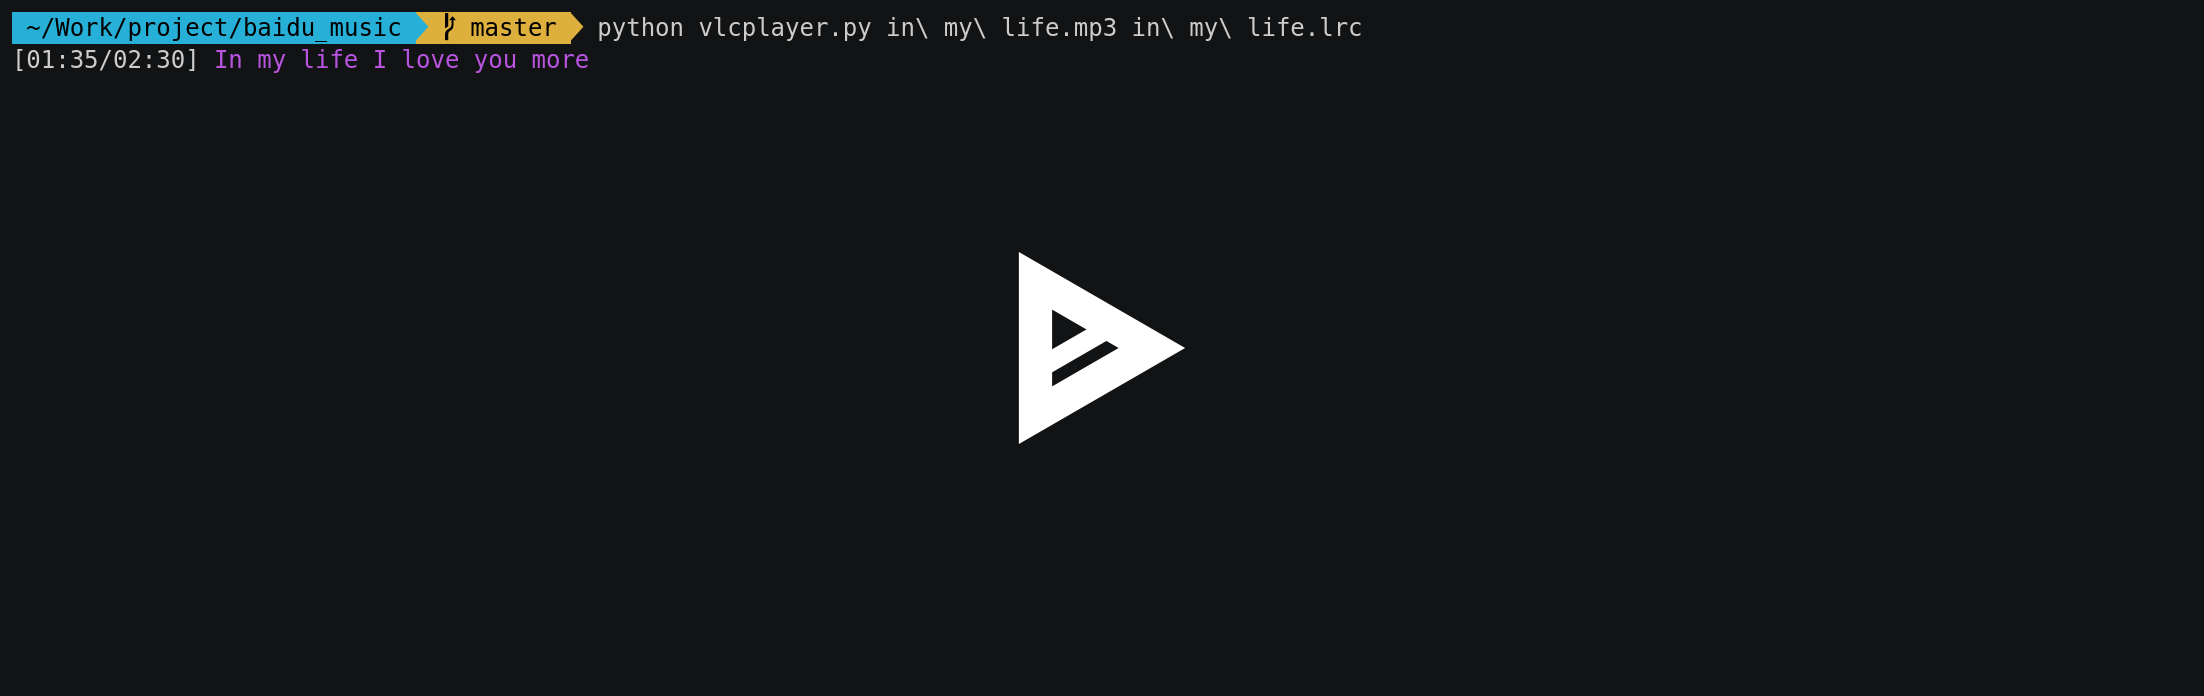 ~/Work/project/baidu_music master python vlcplayer.py in\ my\ life.mp3 in\ my\ life.lrc
[01:35/02:30] In my life I love you more